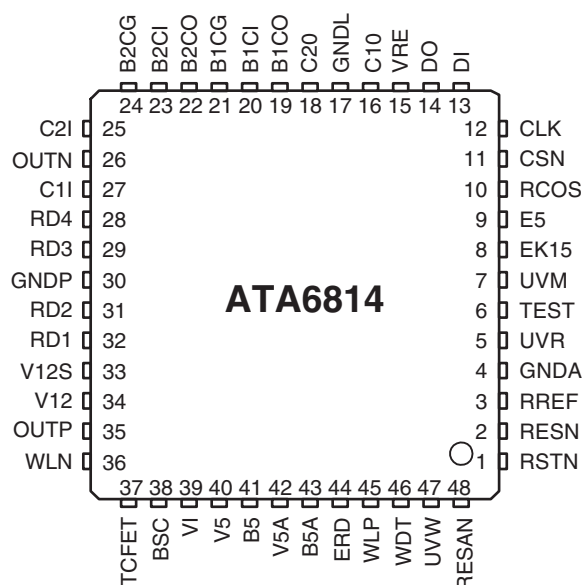 B2CG
B2CI
B2CO
B1CG
B1CI
B1CO
C20
GNDL
C10
VRE
DO
DI
24 23 22 21 20 19 18 17 16 15 14 13
C2I 25
OUTN 26
C1I 27
RD4 28
RD3 29
GNDP 30
RD2 31
RD1 32
V12S 33
V12 34
OUTP 35
WLN 36
ATA6814
12 CLK
11 CSN
10 RCOS
9 E5
8 EK15
7 UVM
6 TEST
5 UVR
4 GNDA
3 RREF
2 RESN
1 RSTN
37 38 39 40 41 42 43 44 45 46 47 48
TCFET
BSC
VI
V5
B5
V5A
B5A
ERD
WLP
WDT
UVW
RESAN